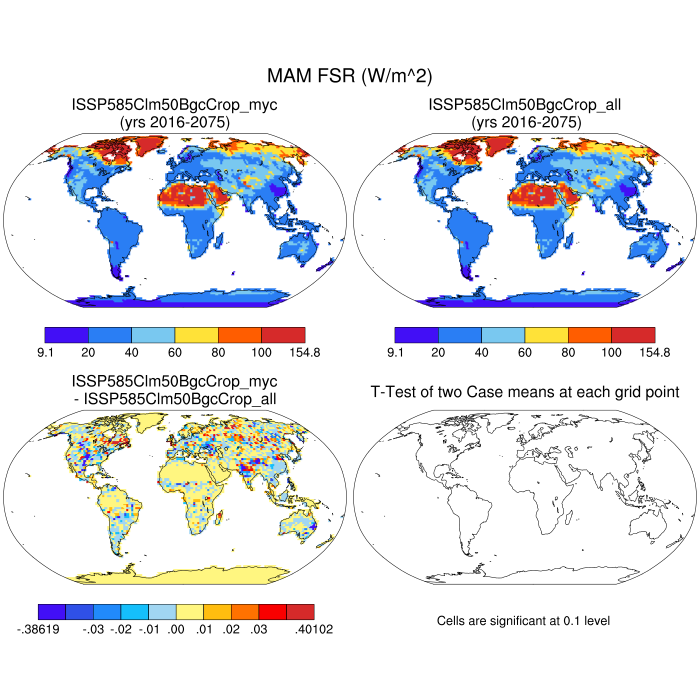 MAM FSR (W/m^2)
ISSP585Clm50BgcCrop_myc
(yrs 2016-2075)
ISSP585Clm50BgcCrop_all
(yrs 2016-2075)
9.1 20 40 60 80 100 154.8
9.1 20 40 60 80 100 154.8
ISSP585Clm50BgcCrop_myc
- ISSP585Clm50BgcCrop_all
T-Test of two Case means at each grid point
-.38619 -.03 -.02 -.01 .00 .01 .02 .03 .40102
Cells are significant at 0.1 level